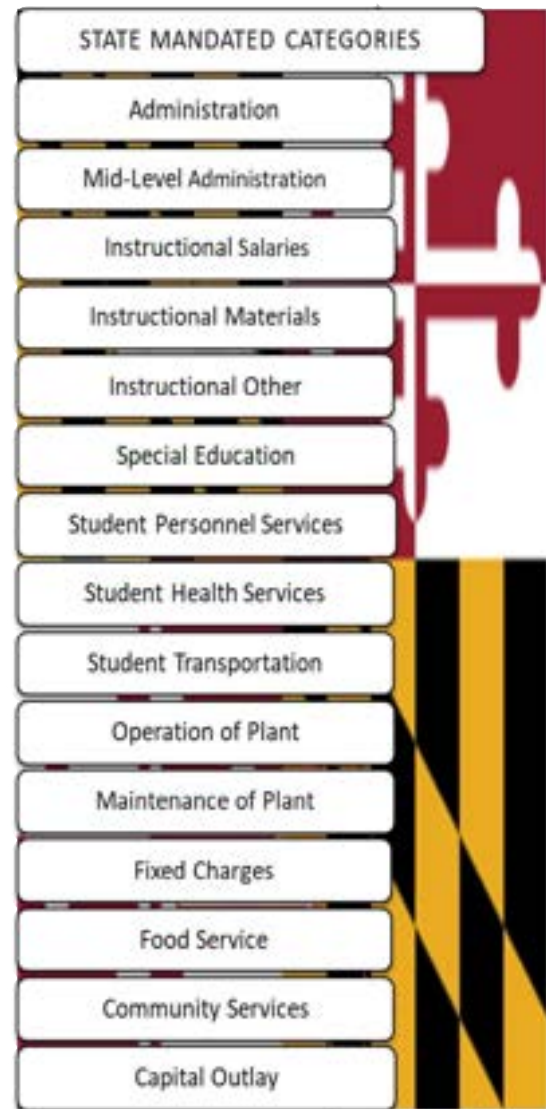 STATE MANDATED CATEGORIES
Administration
Mid-Level Administration
Instructional Salaries
Instructional Materials
Instructional Other
Special Education
Student Personnel Services
Student Health Services
Student Transportation
Operation of Plant
Maintenance of Plant
Fixed Charges
Food Service
Community Services
Capital Outlay